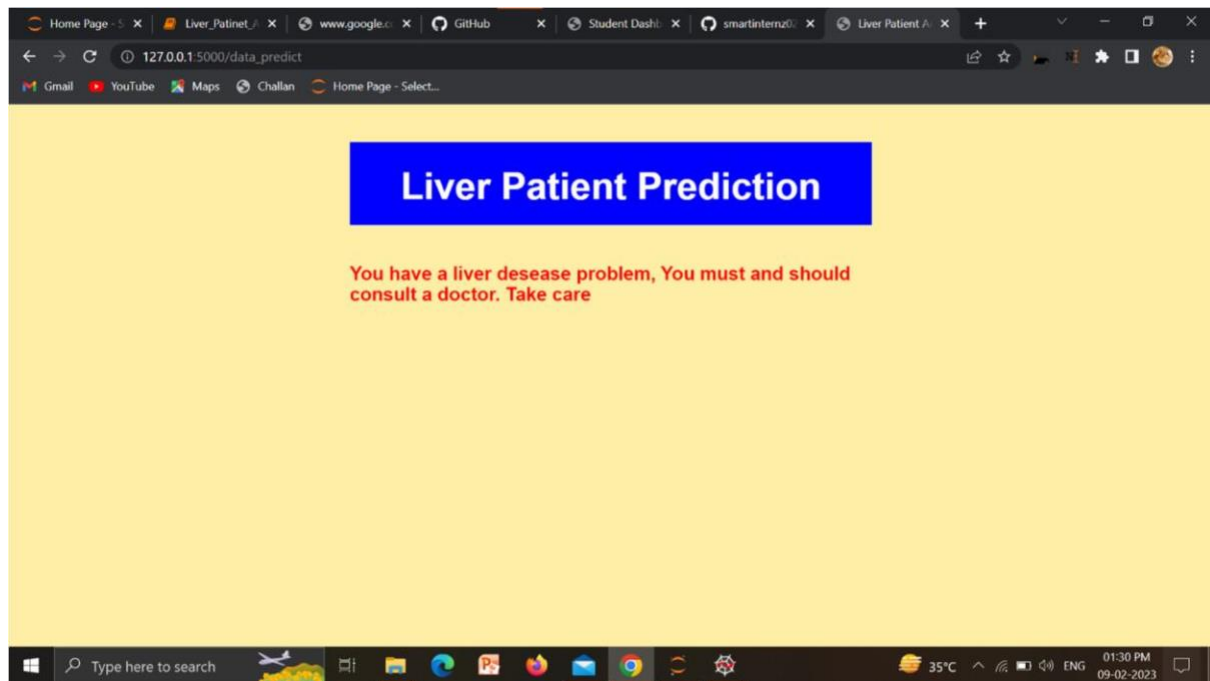 Home Page - S
Liver_Patinet_A
www.google.c
GitHub
Student Dashb
smartinternz02
Liver Patient A
127.0.0.1:5000/data_predict
Gmail
YouTube
Maps
Challan
Home Page - Select...
Liver Patient Prediction
You have a liver desease problem, You must and should
consult a doctor. Take care
Type here to search
35°C
ENG
01:30 PM
09-02-2023